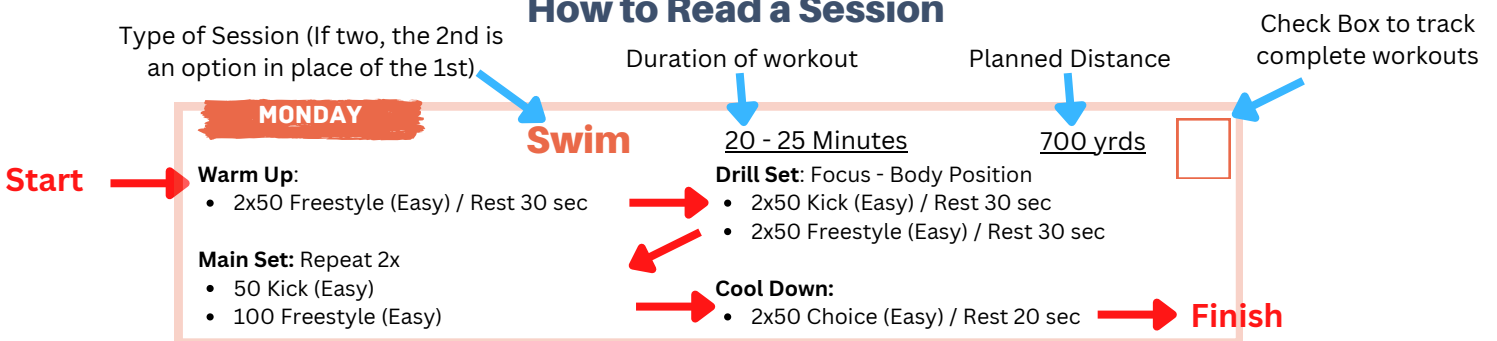 How to Read a Session
Type of Session (If two, the 2nd is
an option in place of the 1st)
Duration of workout
Planned Distance
Check Box to track
complete workouts
MONDAY
Swim
20 - 25 Minutes
700 yrds
Start
Warm Up:
• 2x50 Freestyle (Easy) / Rest 30 sec
Drill Set: Focus - Body Position
• 2x50 Kick (Easy) / Rest 30 sec
• 2x50 Freestyle (Easy) / Rest 30 sec
Main Set: Repeat 2x
• 50 Kick (Easy)
• 100 Freestyle (Easy)
Cool Down:
• 2x50 Choice (Easy) / Rest 20 sec
Finish